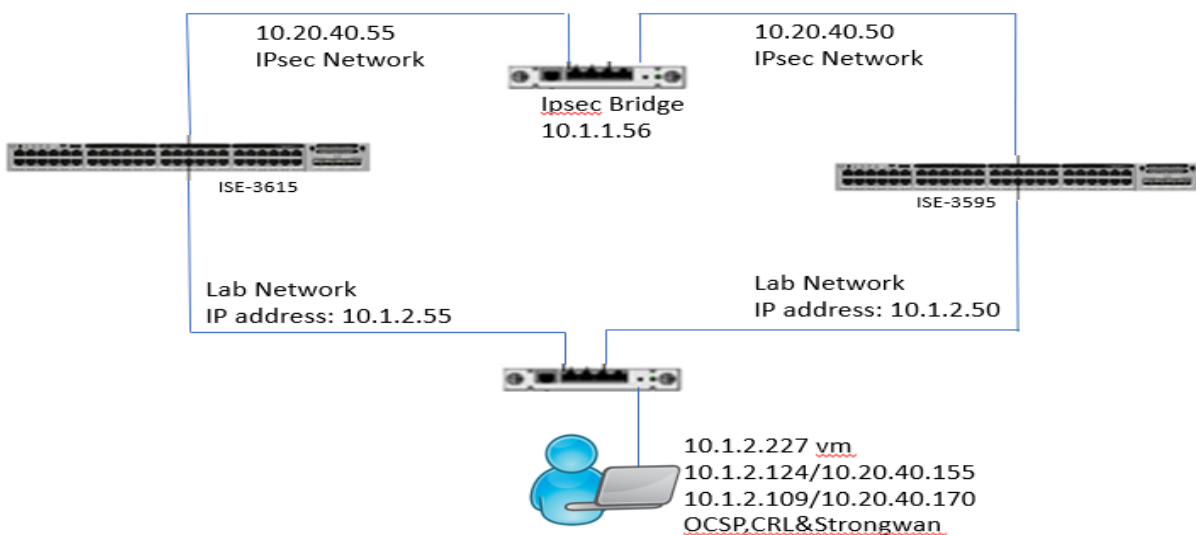 10.20.40.55
IPsec Network
10.20.40.50
IPsec Network
Ipsec Bridge
10.1.1.56
ISE-3615
ISE-3595
Lab Network
IP address: 10.1.2.55
Lab Network
IP address: 10.1.2.50
10.1.2.227 vm
10.1.2.124/10.20.40.155
10.1.2.109/10.20.40.170
OCSP,CRL&Strongwan